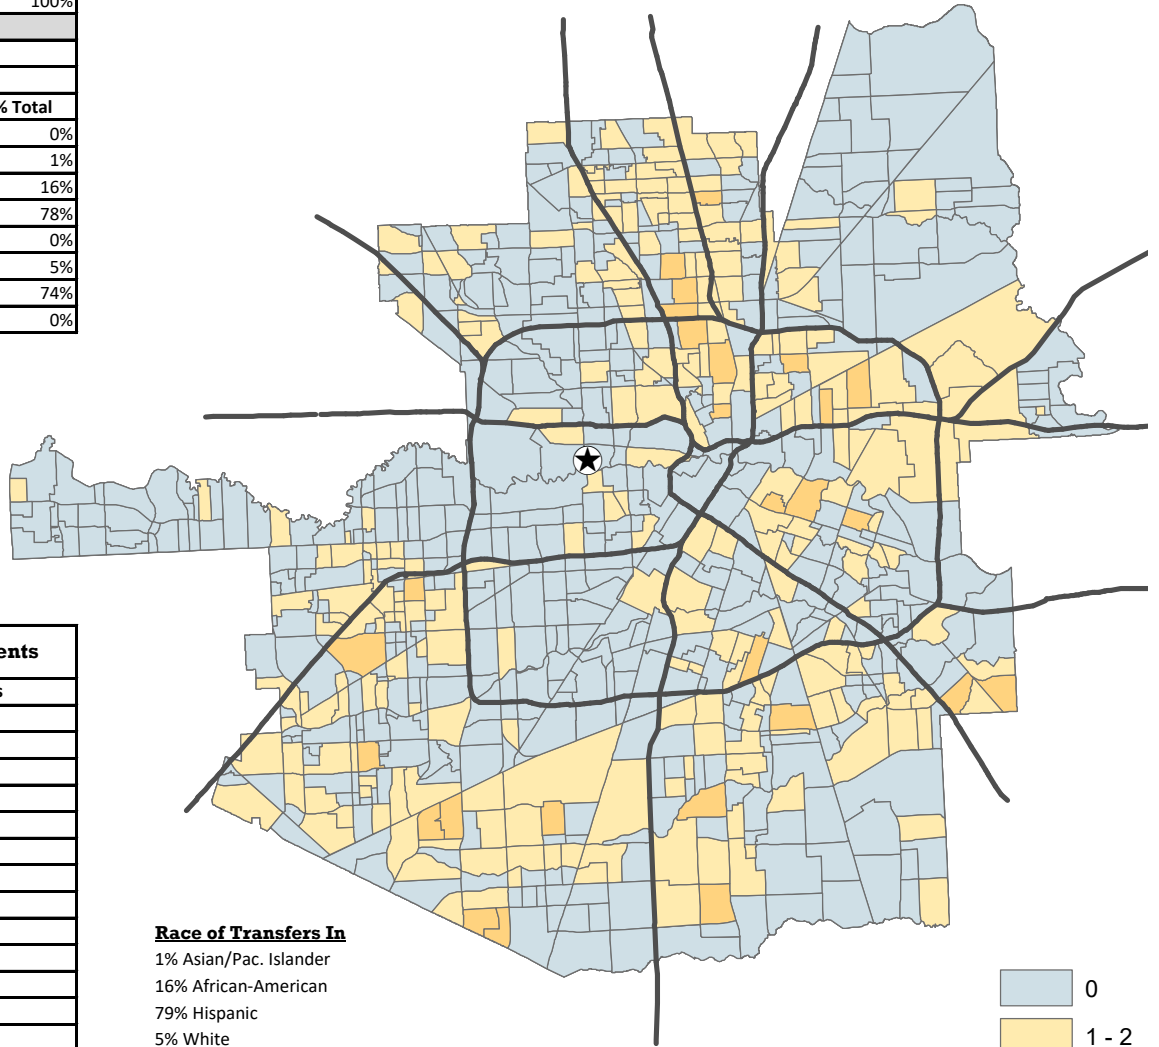 100%
% Total
0%
1%
16%
78%
0%
5%
74%
0%
ents
s
Race of Transfers In
1% Asian/Pac. Islander
16% African-American
79% Hispanic
5% White
0
1 - 2